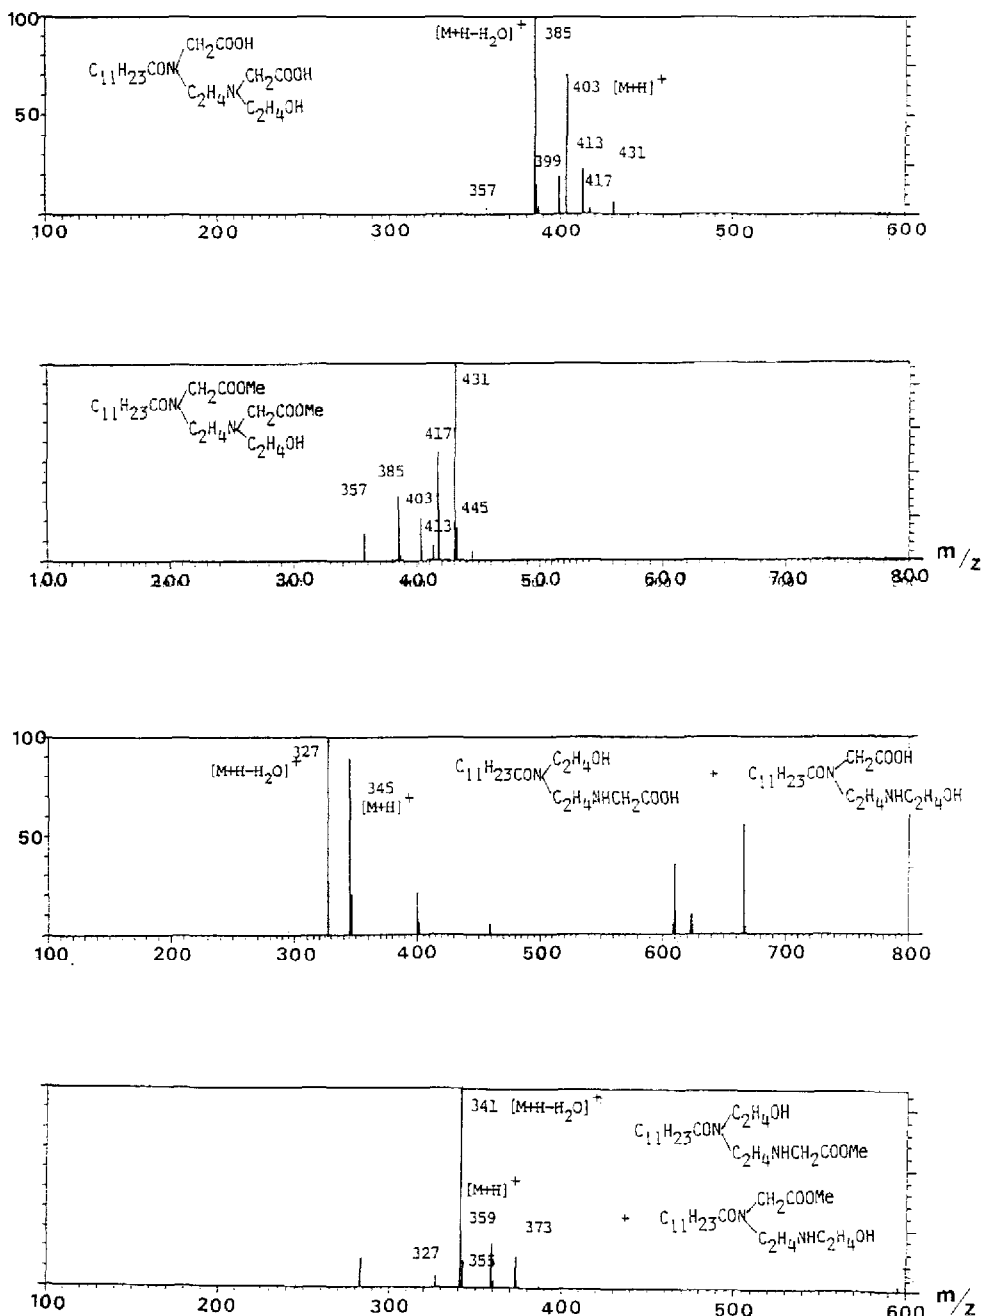 100
50
CH2COOH
C11H23CON
CH2COOH
C2H4N
C2H4OH
[M+H-H2O]+ 385
403 [M+H]+
413
431
399
417
357
100 200 300 400 500 600
CH2COOMe
C11H23CON
CH2COOMe
C2H4N
C2H4OH
431
417
385
357
403
445
413
100 200 300 400 500 600 700 800 m/z
100
50
327
[M+H-H2O]+
345
[M+H]+
C2H4OH
C11H23CON
C2H4NHCH2COOH
+
CH2COOH
C11H23CON
C2H4NHC2H4OH
100 200 300 400 500 600 700 800
341 [M+H-H2O]+
C2H4OH
C11H23CON
C2H4NHCH2COOMe
[M+H]+
359
373
327
355
+
CH2COOMe
C11H23CON
C2H4NHC2H4OH
100 200 300 400 500 600 m/z